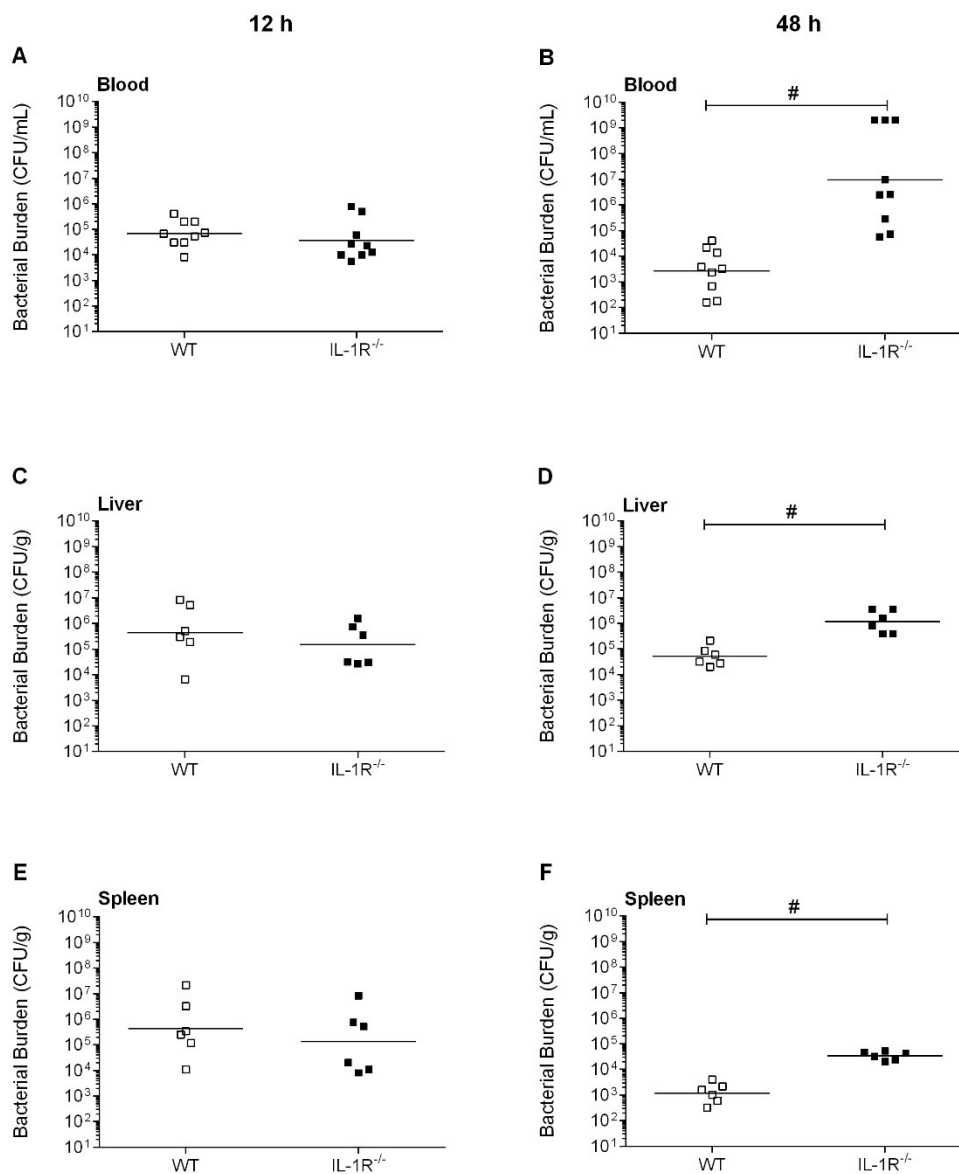 12 h
48 h
A
Blood
Bacterial Burden (CFU/mL)
10¹⁰
10⁹
10⁸
10⁷
10⁶
10⁵
10⁴
10³
10²
10¹
WT
IL-1R⁻/⁻
B
Blood
#
Bacterial Burden (CFU/mL)
10¹⁰
10⁹
10⁸
10⁷
10⁶
10⁵
10⁴
10³
10²
10¹
WT
IL-1R⁻/⁻
C
Liver
Bacterial Burden (CFU/g)
10¹⁰
10⁹
10⁸
10⁷
10⁶
10⁵
10⁴
10³
10²
10¹
WT
IL-1R⁻/⁻
D
Liver
#
Bacterial Burden (CFU/g)
10¹⁰
10⁹
10⁸
10⁷
10⁶
10⁵
10⁴
10³
10²
10¹
WT
IL-1R⁻/⁻
E
Spleen
Bacterial Burden (CFU/g)
10¹⁰
10⁹
10⁸
10⁷
10⁶
10⁵
10⁴
10³
10²
10¹
WT
IL-1R⁻/⁻
F
Spleen
#
Bacterial Burden (CFU/g)
10¹⁰
10⁹
10⁸
10⁷
10⁶
10⁵
10⁴
10³
10²
10¹
WT
IL-1R⁻/⁻